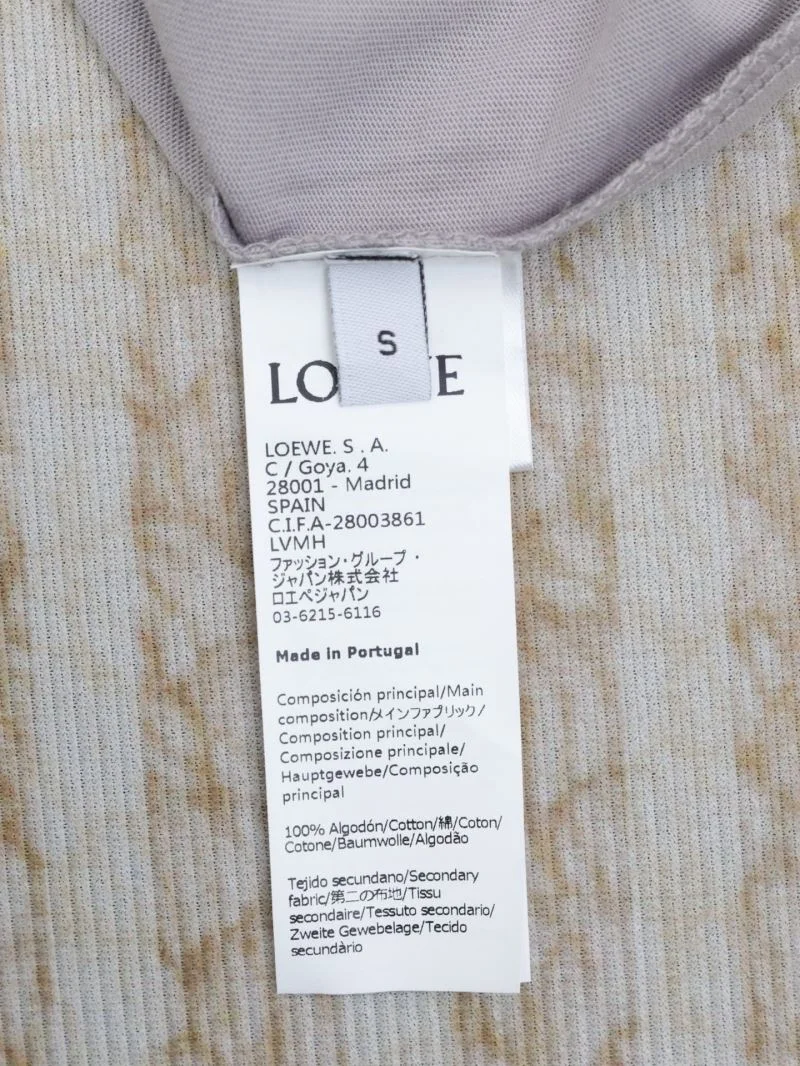 S
LOEWE. S . A.
C / Goya. 4
28001 - Madrid
SPAIN
C.I.F.A-28003861
LVMH
ファッション・グループ・
ジャパン株式会社
ロエベジャパン
03-6215-6116
Made in Portugal
Composición principal/Main
composition/メインファブリック/
Composition principal/
Composizione principale/
Hauptgewebe/Composição
principal
100% Algodón/Cotton/綿/Coton/
Cotone/Baumwolle/Algodão
Tejido secundano/Secondary
fabric/第二の布地/Tissu
secondaire/Tessuto secondario/
Zweite Gewebelage/Tecido
secundàrio